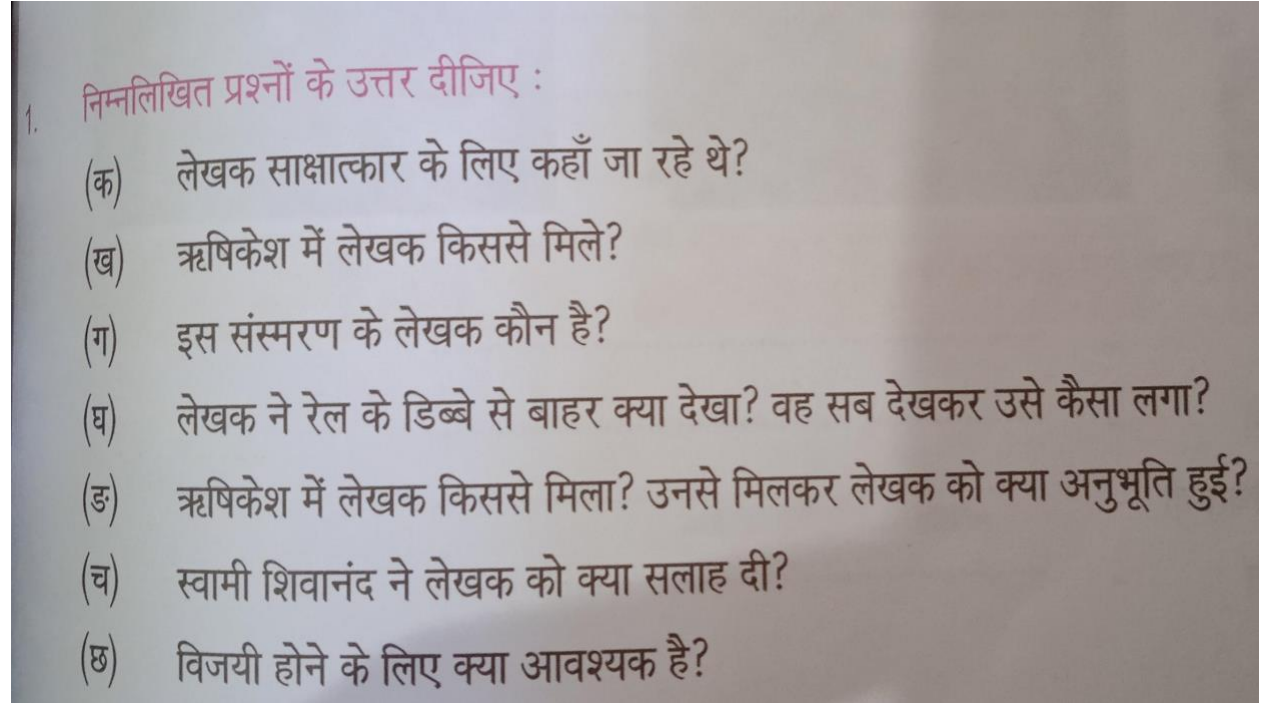 1. निम्नलिखित प्रश्नों के उत्तर दीजिए :
(क) लेखक साक्षात्कार के लिए कहाँ जा रहे थे?
(ख) ऋषिकेश में लेखक किससे मिले?
(ग) इस संस्मरण के लेखक कौन है?
(घ) लेखक ने रेल के डिब्बे से बाहर क्या देखा? वह सब देखकर उसे कैसा लगा?
(ङ) ऋषिकेश में लेखक किससे मिला? उनसे मिलकर लेखक को क्या अनुभूति हुई?
(च) स्वामी शिवानंद ने लेखक को क्या सलाह दी?
(छ) विजयी होने के लिए क्या आवश्यक है?